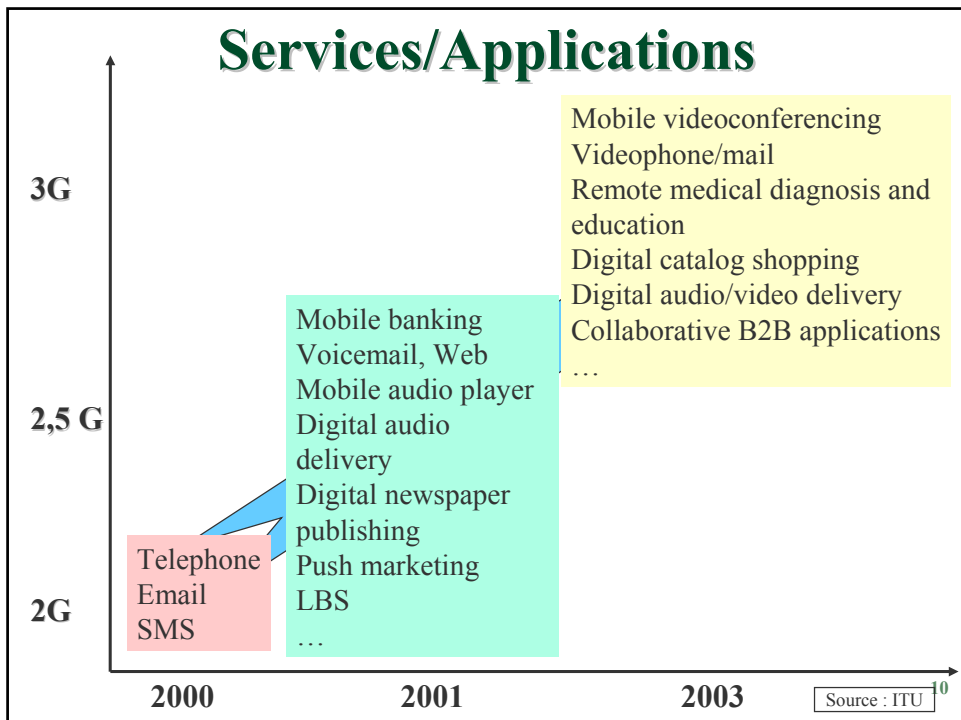 Services/Applications
3G
2,5 G
2G
Mobile videoconferencing
Videophone/mail
Remote medical diagnosis and
education
Digital catalog shopping
Digital audio/video delivery
Collaborative B2B applications
…
Mobile banking
Voicemail, Web
Mobile audio player
Digital audio
delivery
Digital newspaper
publishing
Push marketing
LBS
…
Telephone
Email
SMS
2000
2001
2003
Source : ITU
10